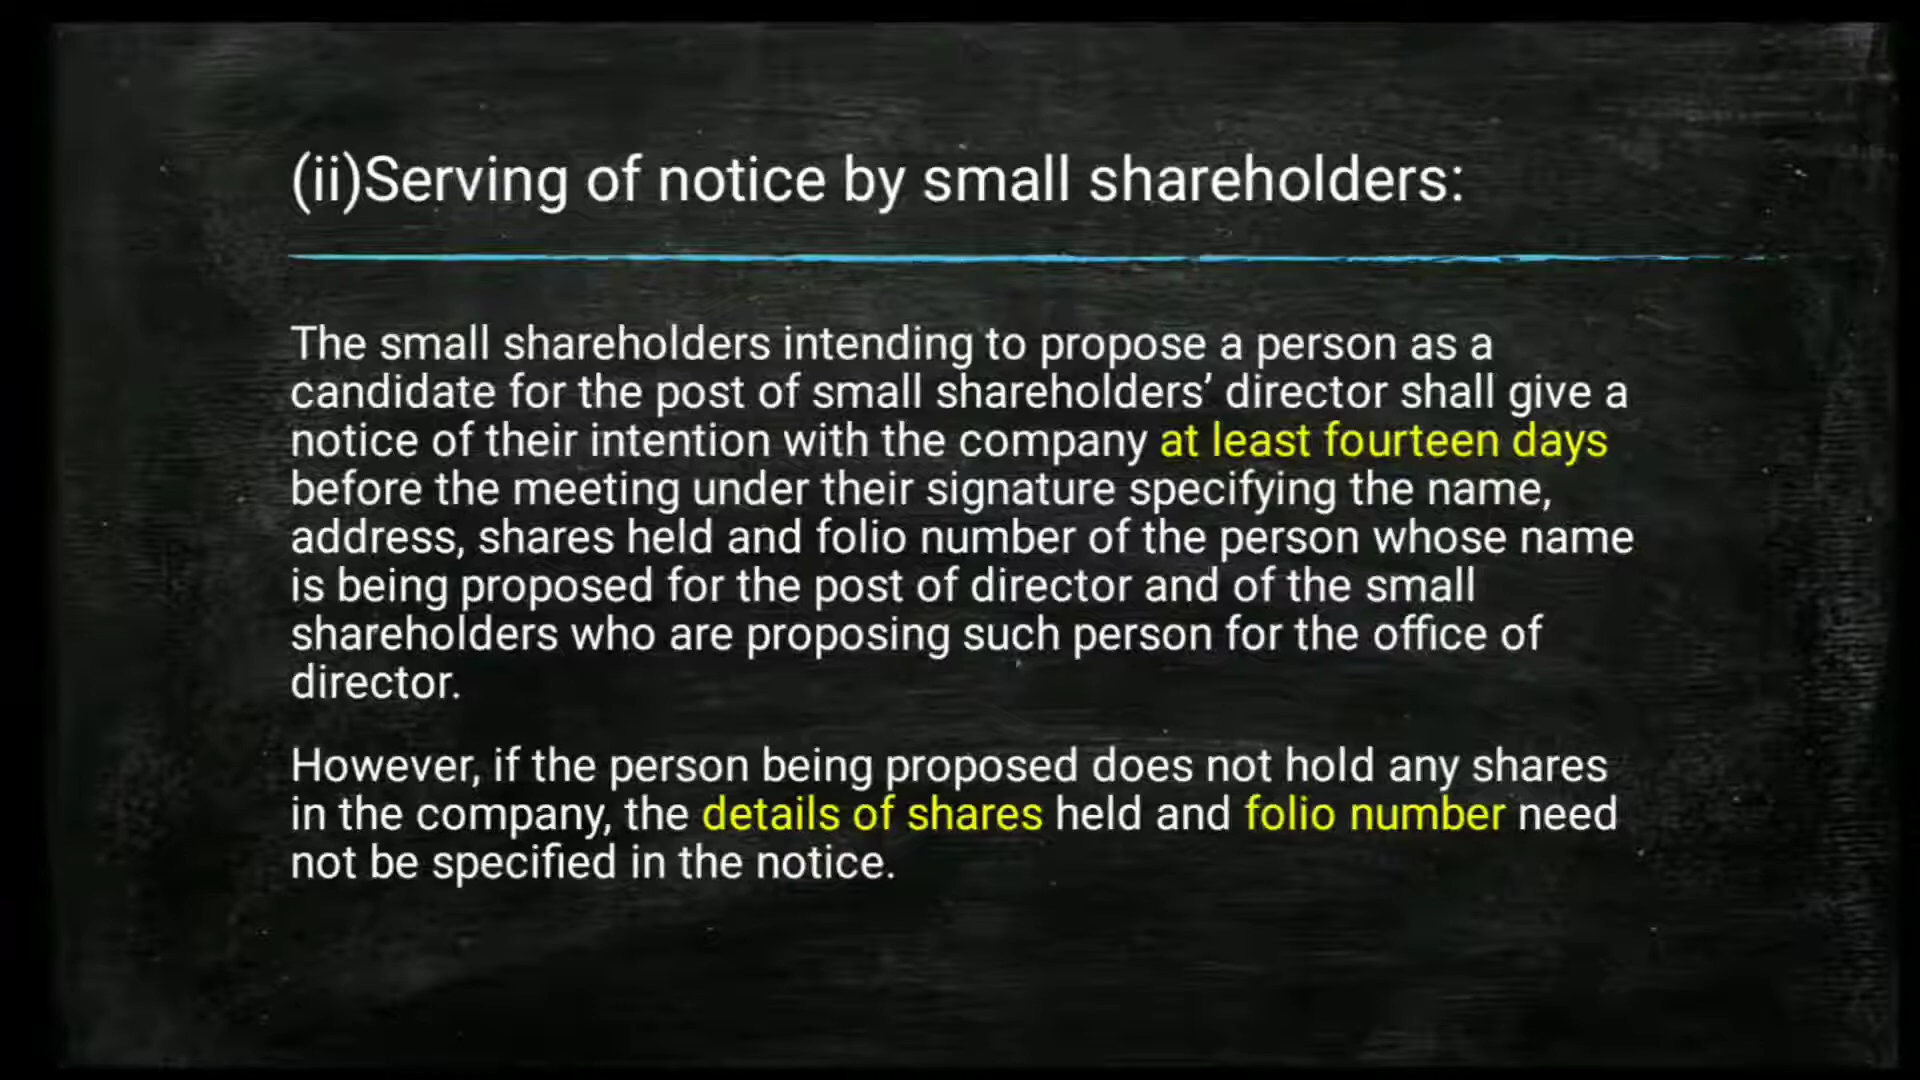 (ii)Serving of notice by small shareholders:
The small shareholders intending to propose a person as a
candidate for the post of small shareholders’ director shall give a
notice of their intention with the company at least fourteen days
before the meeting under their signature specifying the name,
address, shares held and folio number of the person whose name
is being proposed for the post of director and of the small
shareholders who are proposing such person for the office of
director.
However, if the person being proposed does not hold any shares
in the company, the details of shares held and folio number need
not be specified in the notice.